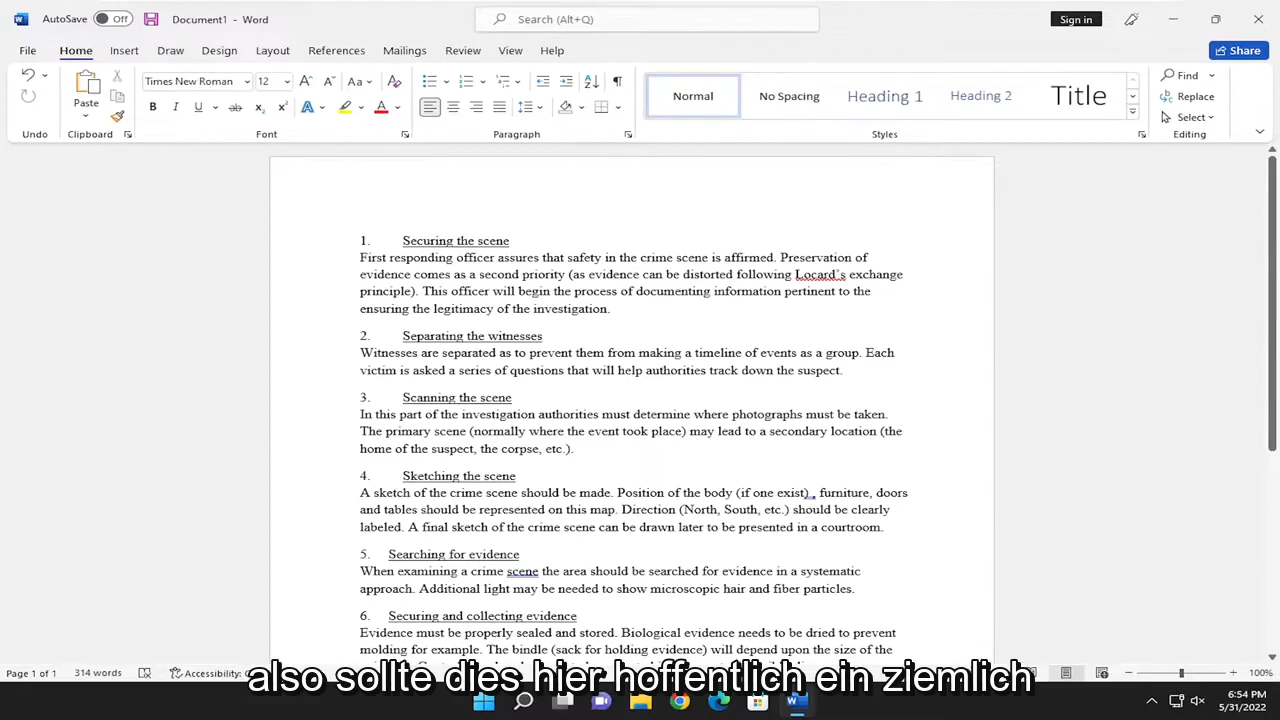 AutoSave Off Document1 - Word Search (Alt+Q) Sign in
File Home Insert Draw Design Layout References Mailings Review View Help Share
Times New Roman 12 Aa
Paste
B I U ab x₂ x² A A
Normal No Spacing Heading 1 Heading 2 Title
Find
Replace
Select
Undo Clipboard Font Paragraph Styles Editing
1. Securing the scene
First responding officer assures that safety in the crime scene is affirmed. Preservation of
evidence comes as a second priority (as evidence can be distorted following Locard's exchange
principle). This officer will begin the process of documenting information pertinent to the
ensuring the legitimacy of the investigation.
2. Separating the witnesses
Witnesses are separated as to prevent them from making a timeline of events as a group. Each
victim is asked a series of questions that will help authorities track down the suspect.
3. Scanning the scene
In this part of the investigation authorities must determine where photographs must be taken.
The primary scene (normally where the event took place) may lead to a secondary location (the
home of the suspect, the corpse, etc.).
4. Sketching the scene
A sketch of the crime scene should be made. Position of the body (if one exist) , furniture, doors
and tables should be represented on this map. Direction (North, South, etc.) should be clearly
labeled. A final sketch of the crime scene can be drawn later to be presented in a courtroom.
5. Searching for evidence
When examining a crime scene the area should be searched for evidence in a systematic
approach. Additional light may be needed to show microscopic hair and fiber particles.
6. Securing and collecting evidence
Evidence must be properly sealed and stored. Biological evidence needs to be dried to prevent
molding for example. The bindle (sack for holding evidence) will depend upon the size of the
Page 1 314 words Accessibility: 100%
also sollte dies hier hoffentlich ein ziemlich
6:54 PM
5/31/2022